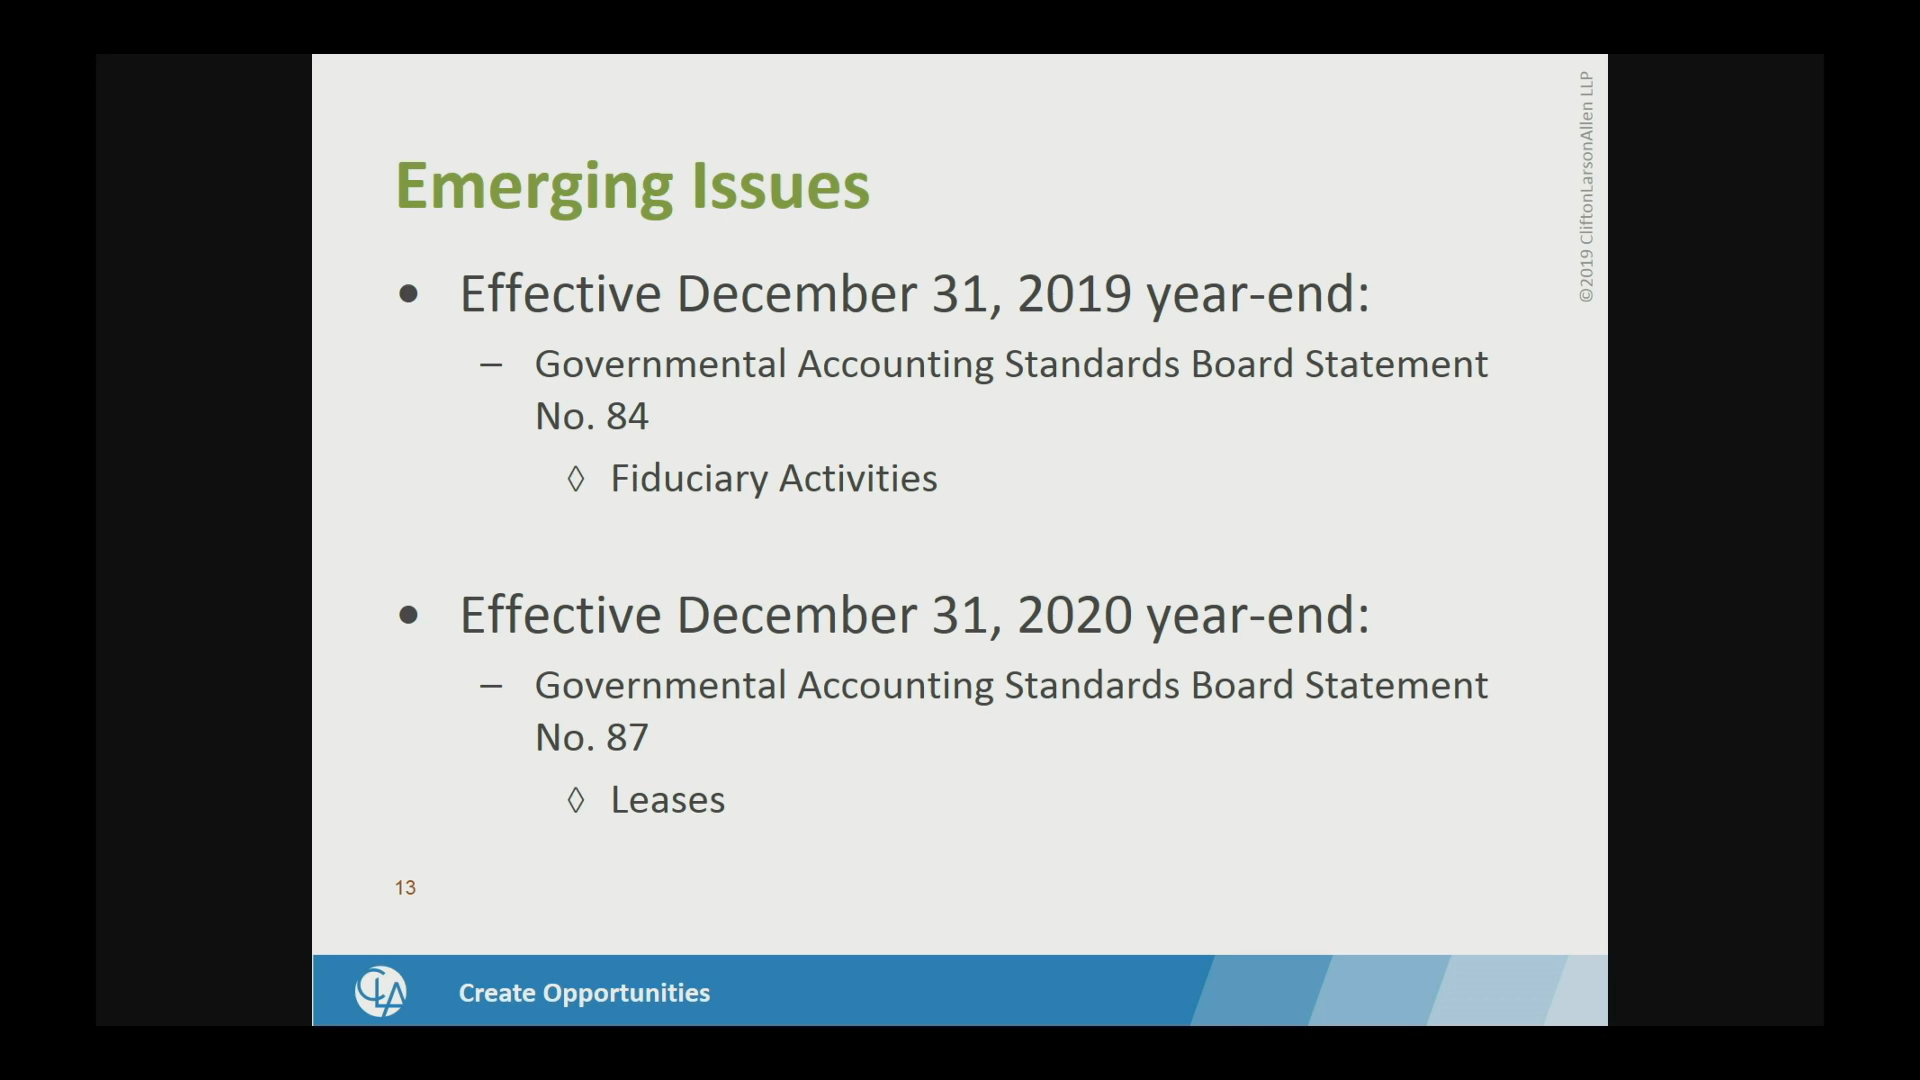 ©2019 CliftonLarsonAllen LLP
Emerging Issues
• Effective December 31, 2019 year-end:
– Governmental Accounting Standards Board Statement
No. 84
◊ Fiduciary Activities
• Effective December 31, 2020 year-end:
– Governmental Accounting Standards Board Statement
No. 87
◊ Leases
13
CLA
Create Opportunities